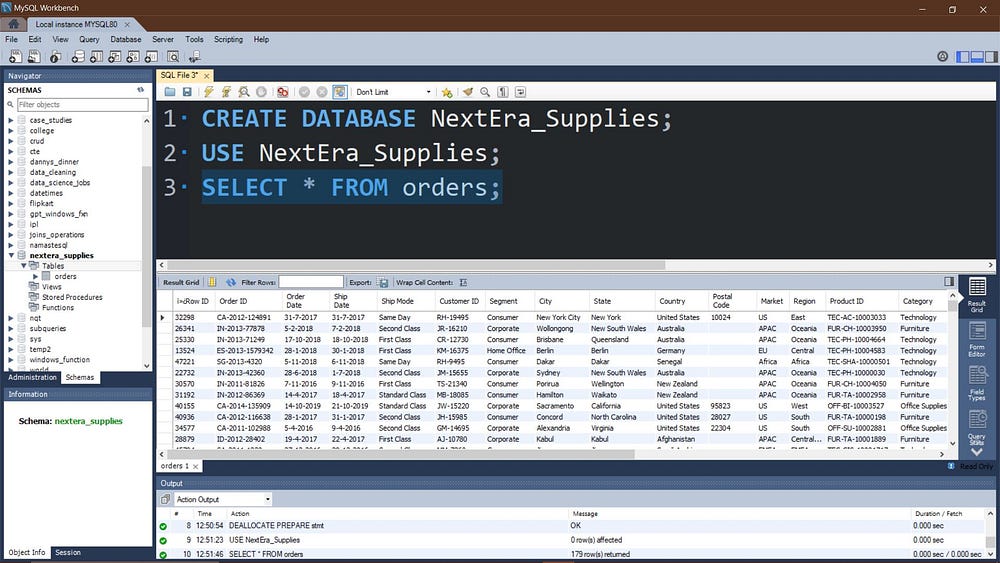 MySQL Workbench
Local instance MYSQL80
File Edit View Query Database Server Tools Scripting Help
Navigator
SCHEMAS
Filter objects
case_studies
college
crud
cte
dannys_dinner
data_cleaning
data_science_jobs
datetimes
flipkart
gpt_windows_fxn
ipl
joins_operations
namastesql
nextera_supplies
Tables
orders
Views
Stored Procedures
Functions
nqt
subqueries
sys
temp2
windows_function
world
Administration Schemas
Information
Schema: nextera_supplies
Object Info Session
SQL File 3*
Don't Limit
1 CREATE DATABASE NextEra_Supplies;
2 USE NextEra_Supplies;
3 SELECT * FROM orders;
Result Grid Filter Rows: Export: Wrap Cell Content:
Row ID Order ID Order Date Ship Date Ship Mode Customer ID Segment City State Country Postal Code Market Region Product ID Category
32298 CA-2012-124891 31-7-2017 31-7-2017 Same Day RH-19495 Consumer New York City New York United States 10024 US East TEC-AC-10003033 Technology
26341 IN-2013-77878 5-2-2018 7-2-2018 Second Class JR-16210 Corporate Wollongong New South Wales Australia APAC Oceania FUR-CH-10003950 Furniture
25330 IN-2013-71249 17-10-2018 18-10-2018 First Class CR-12730 Consumer Brisbane Queensland Australia APAC Oceania TEC-PH-10004664 Technology
13524 ES-2013-1579342 28-1-2018 30-1-2018 First Class KM-16375 Home Office Berlin Berlin Germany EU Central TEC-PH-10004583 Technology
47221 SG-2013-4320 5-11-2018 6-11-2018 Same Day RH-9495 Consumer Dakar Dakar Senegal Africa Africa TEC-SHA-10000501 Technology
22732 IN-2013-42360 28-6-2018 1-7-2018 Second Class JM-15655 Corporate Sydney New South Wales Australia APAC Oceania TEC-PH-10000030 Technology
30570 IN-2011-81826 7-11-2016 9-11-2016 First Class TS-21340 Consumer Porirua Wellington New Zealand APAC Oceania FUR-CH-10004050 Furniture
31192 IN-2012-86369 14-4-2017 18-4-2017 Standard Class MB-18085 Consumer Hamilton Waikato New Zealand APAC Oceania FUR-TA-10002958 Furniture
40155 CA-2014-135909 14-10-2019 21-10-2019 Standard Class JW-15220 Corporate Sacramento California United States 95823 US West OFF-BI-10003527 Office Supplies
40936 CA-2012-116638 28-1-2017 31-1-2017 Second Class JH-15985 Consumer Concord North Carolina United States 28027 US South FUR-TA-10000198 Furniture
34577 CA-2011-102988 5-4-2016 9-4-2016 Second Class GM-14695 Corporate Alexandria Virginia United States 22304 US South OFF-SU-10002881 Office Supplies
28879 ID-2012-28402 19-4-2017 22-4-2017 First Class AJ-10780 Corporate Kabul Kabul Afghanistan APAC Central... FUR-TA-10001889 Furniture
Result Grid
Form Editor
Field Types
Query Stats
orders 1
Read Only
Output
Action Output
# Time Action Message Duration / Fetch
8 12:50:54 DEALLOCATE PREPARE stmt OK 0.000 sec
9 12:51:23 USE NextEra_Supplies 0 row(s) affected 0.000 sec
10 12:51:46 SELECT * FROM orders 179 row(s) returned 0.000 sec / 0.000 sec